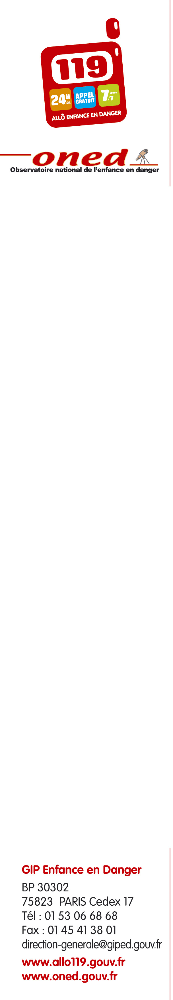 119
24H/24
APPEL GRATUIT
7jours/7
ALLÔ ENFANCE EN DANGER
oned
Observatoire national de l'enfance en danger
GIP Enfance en Danger
BP 30302
75823 PARIS Cedex 17
Tél : 01 53 06 68 68
Fax : 01 45 41 38 01
direction-generale@giped.gouv.fr
www.allo119.gouv.fr
www.oned.gouv.fr